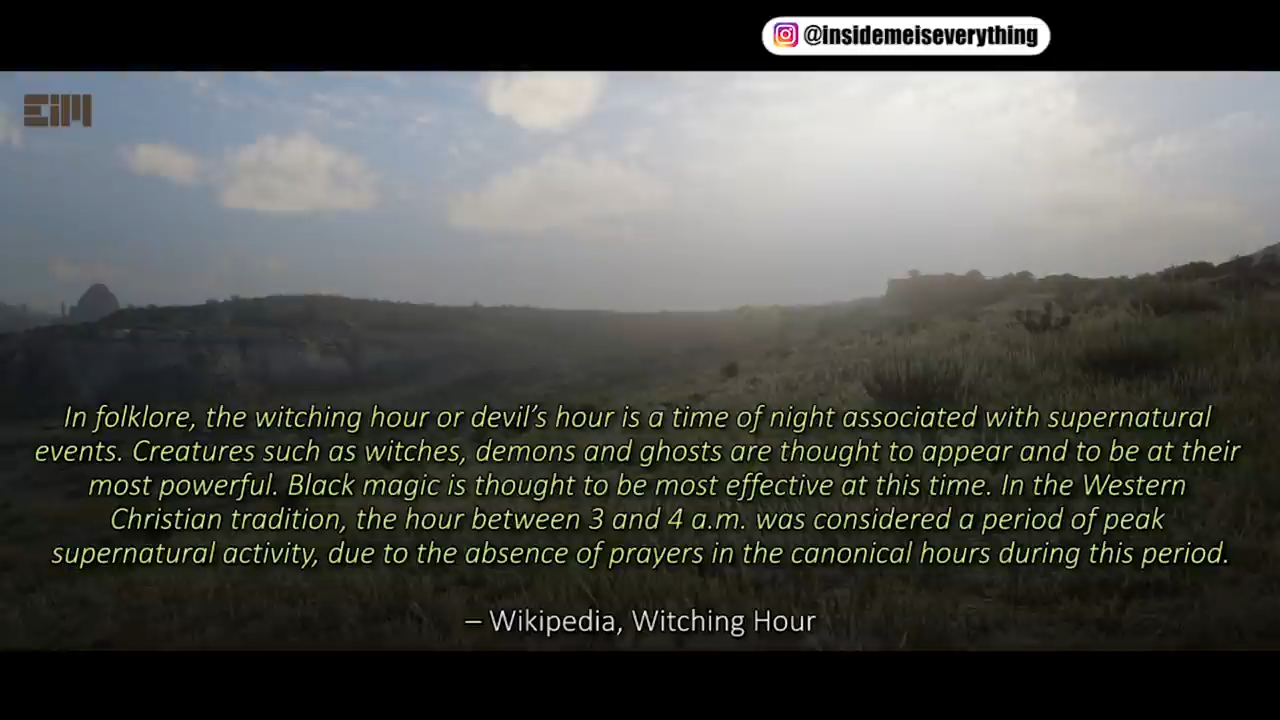 @insidemeiseverything
EiM
In folklore, the witching hour or devil’s hour is a time of night associated with supernatural
events. Creatures such as witches, demons and ghosts are thought to appear and to be at their
most powerful. Black magic is thought to be most effective at this time. In the Western
Christian tradition, the hour between 3 and 4 a.m. was considered a period of peak
supernatural activity, due to the absence of prayers in the canonical hours during this period.
– Wikipedia, Witching Hour